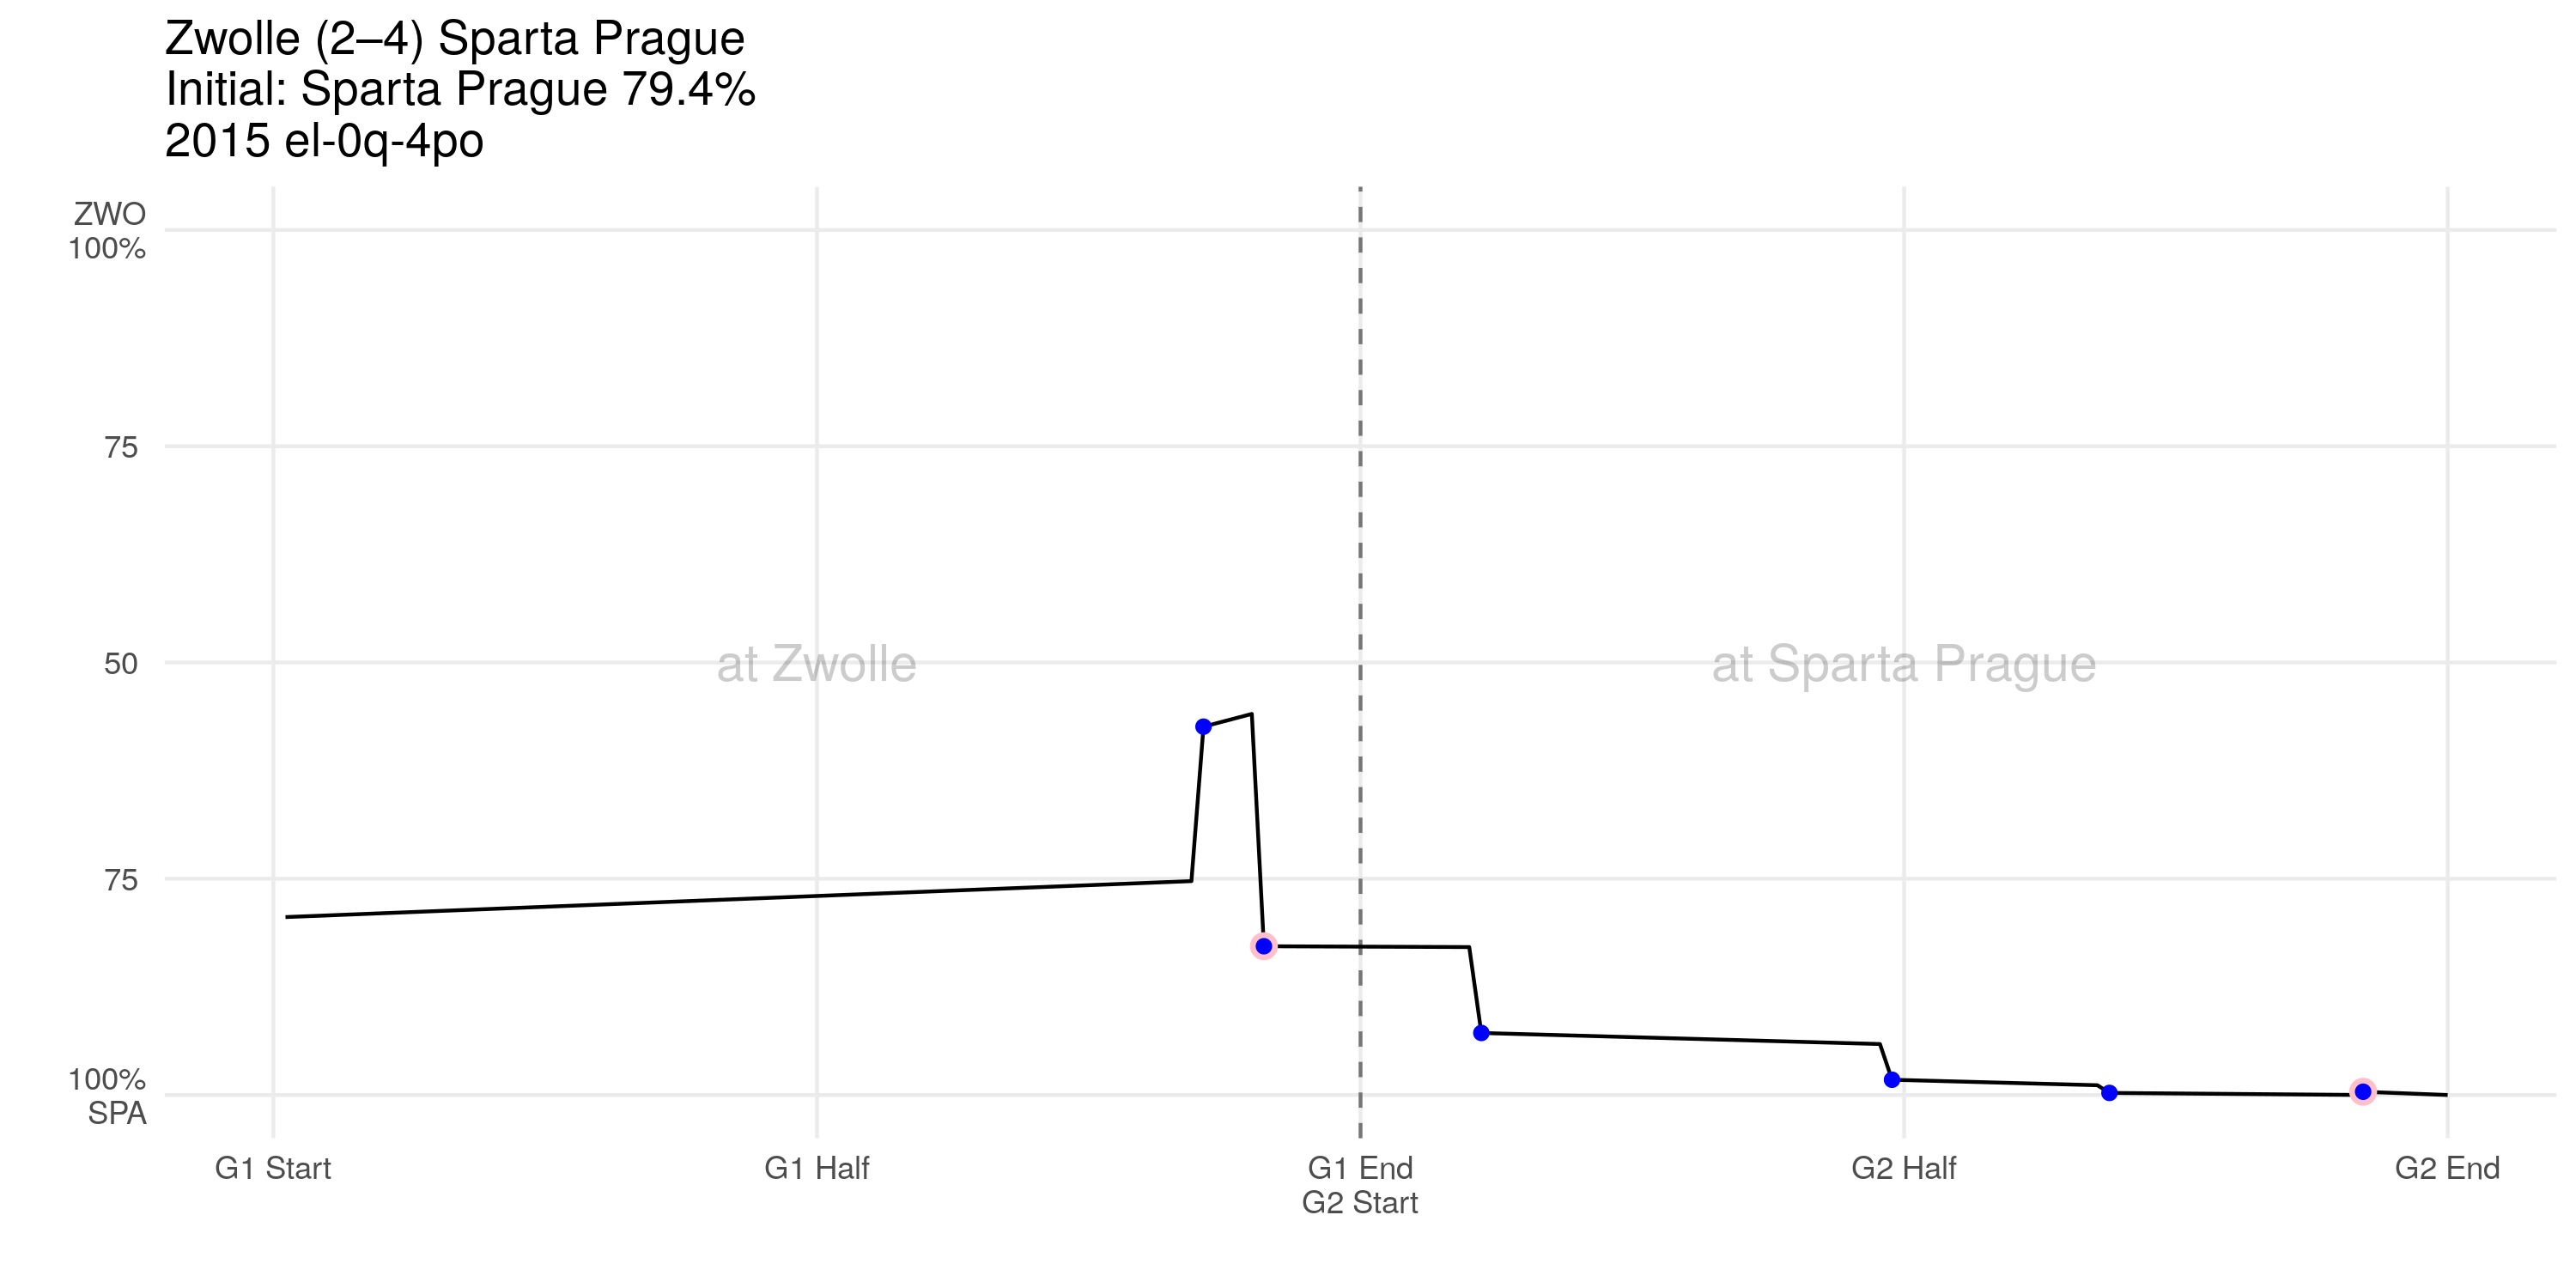 Zwolle (2–4) Sparta Prague
Initial: Sparta Prague 79.4%
2015 el-0q-4po
ZWO
100%
75
50
75
100%
SPA
at Zwolle
at Sparta Prague
G1 Start
G1 Half
G1 End
G2 Start
G2 Half
G2 End